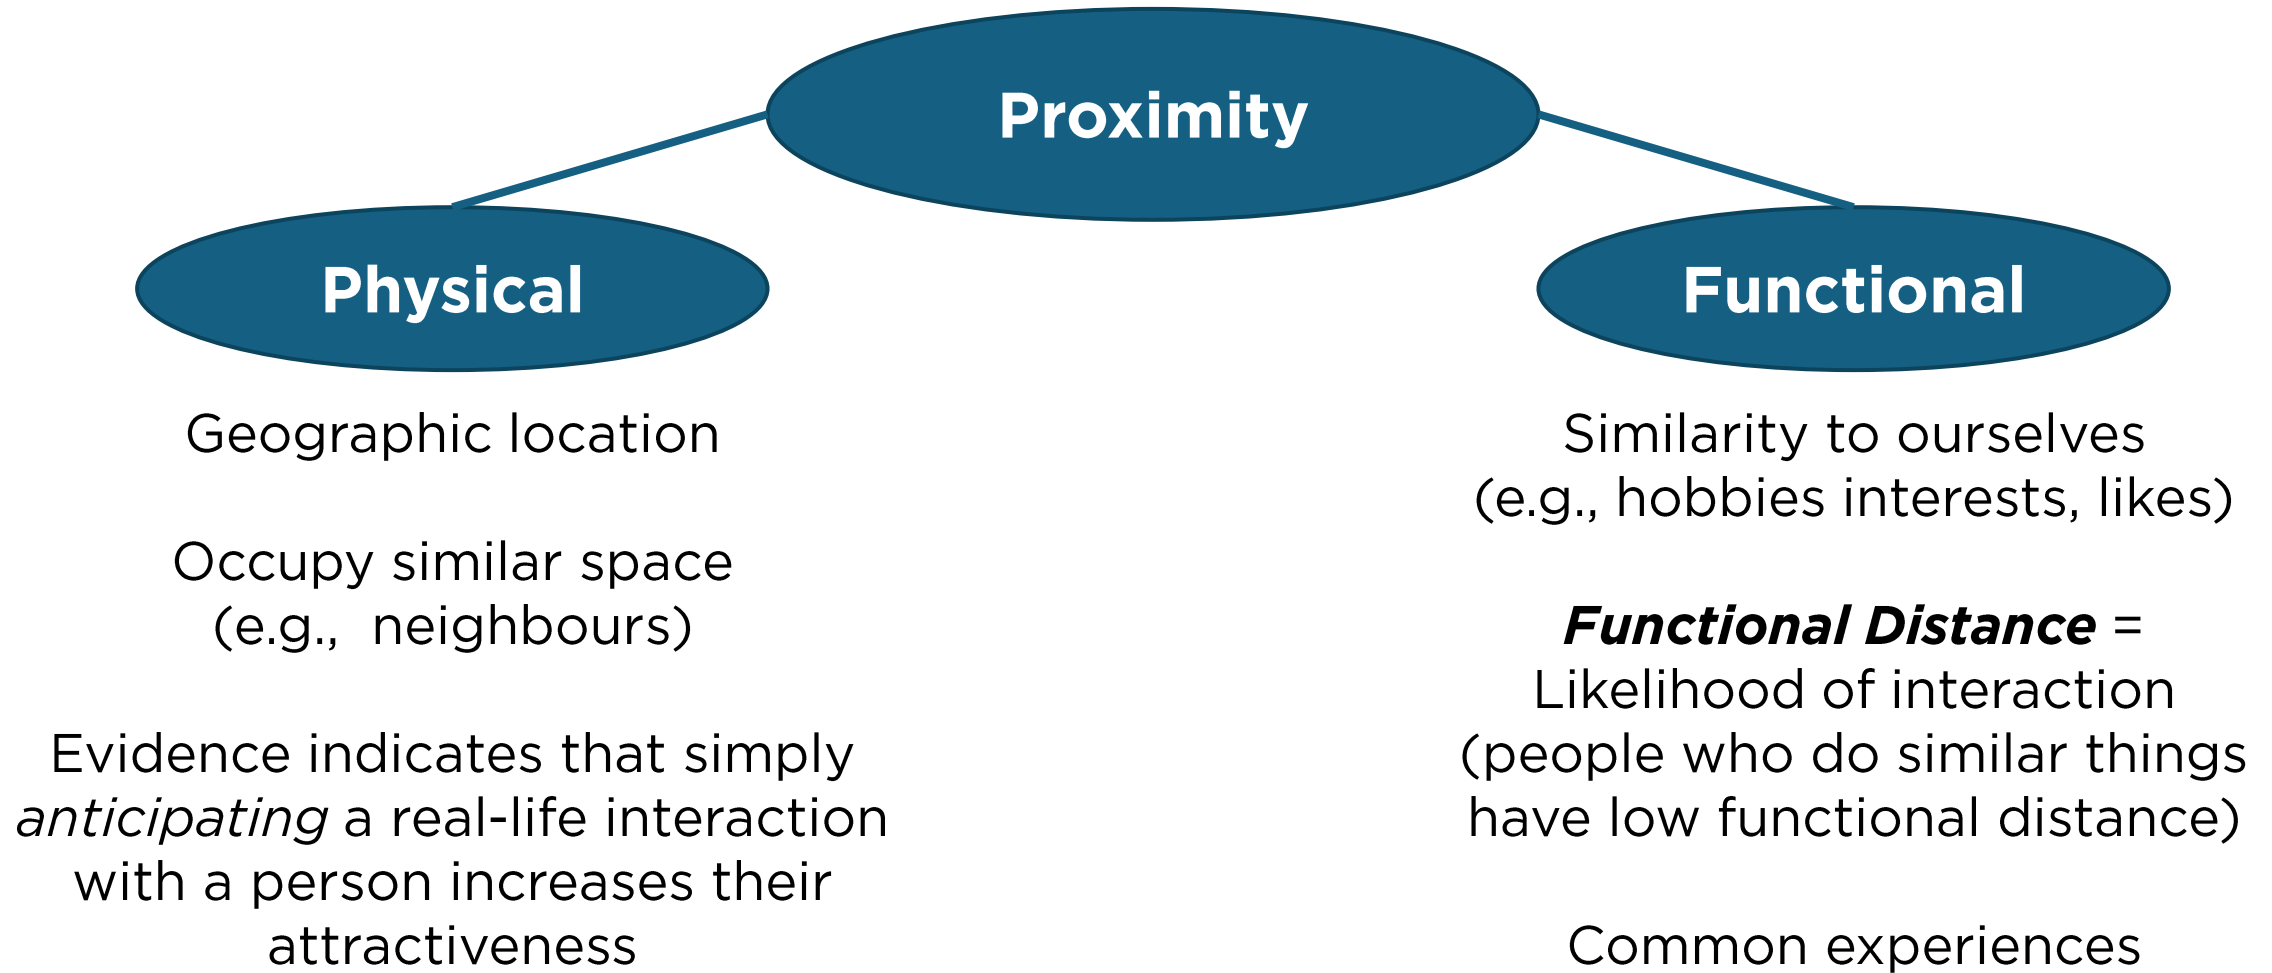 Proximity
Physical
Geographic location
Occupy similar space
(e.g.,  neighbours)
Evidence indicates that simply
anticipating a real-life interaction
with a person increases their
attractiveness
Functional
Similarity to ourselves
(e.g., hobbies interests, likes)
Functional Distance =
Likelihood of interaction
(people who do similar things
have low functional distance)
Common experiences